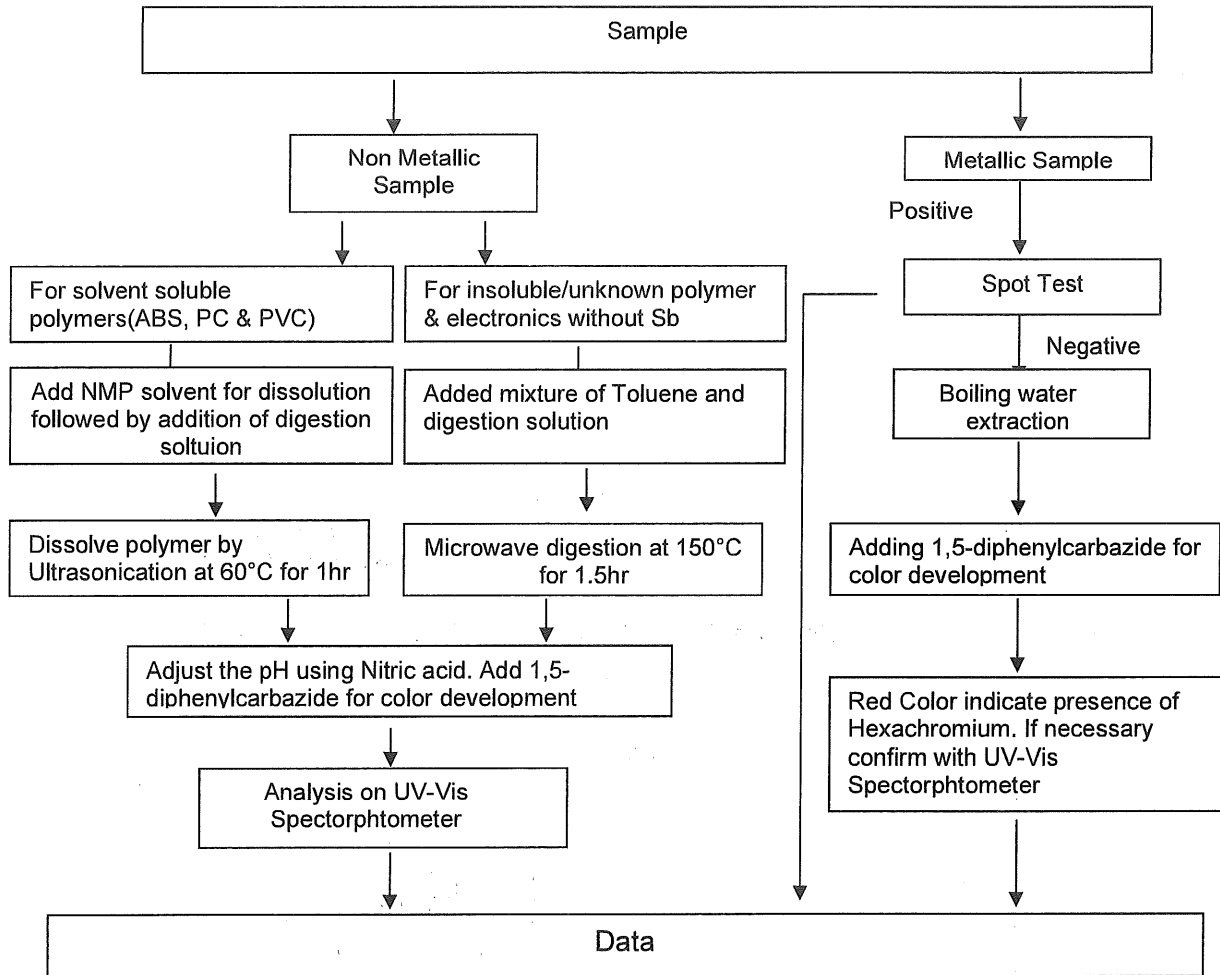 Sample
Non Metallic
Sample
Metallic Sample
Positive
For solvent soluble
polymers(ABS, PC & PVC)
For insoluble/unknown polymer
& electronics without Sb
Spot Test
Negative
Add NMP solvent for dissolution
followed by addition of digestion
soltuion
Added mixture of Toluene and
digestion solution
Boiling water
extraction
Dissolve polymer by
Ultrasonication at 60°C for 1hr
Microwave digestion at 150°C
for 1.5hr
Adding 1,5-diphenylcarbazide for
color development
Adjust the pH using Nitric acid. Add 1,5-
diphenylcarbazide for color development
Red Color indicate presence of
Hexachromium. If necessary
confirm with UV-Vis
Spectorphtometer
Analysis on UV-Vis
Spectorphtometer
Data